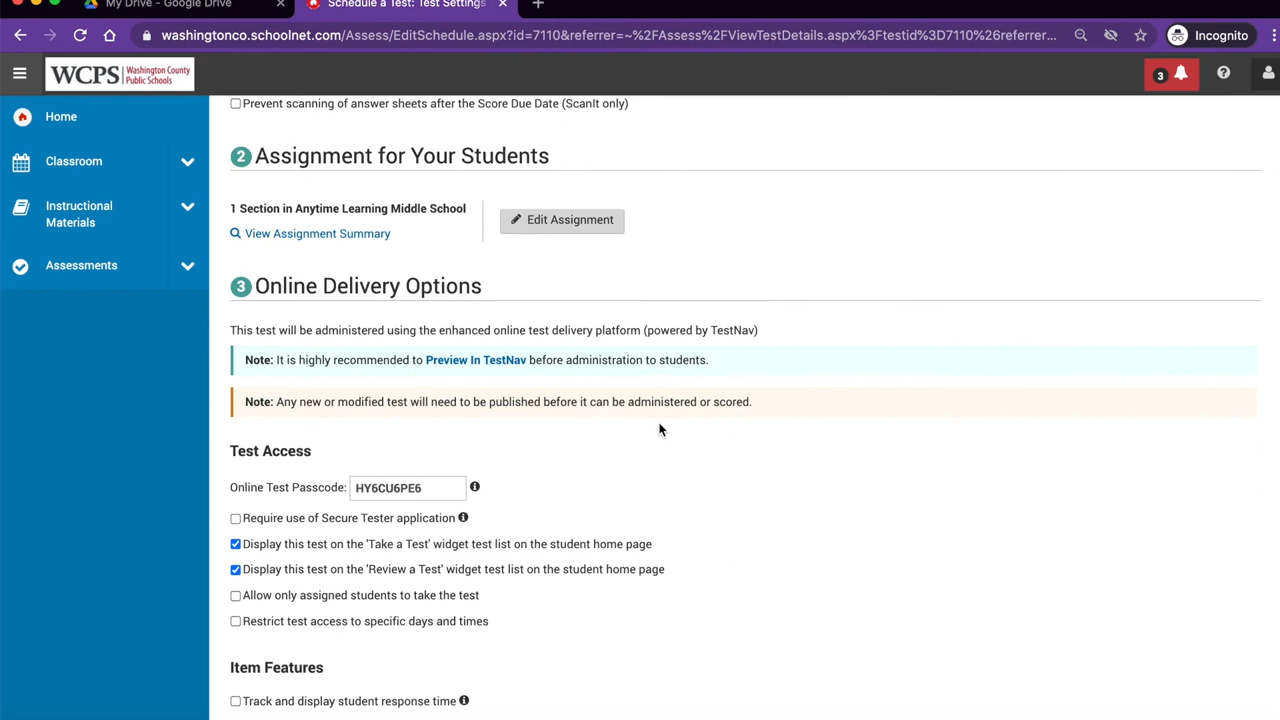 My Drive - Google Drive
Schedule a Test: Test Settings
washingtonco.schoolnet.com/Assess/EditSchedule.aspx?id=7110&referrer=~%2FAssess%2FViewTestDetails.aspx%3Ftestid%3D7110%26referrer...
Incognito
WCPS
Washington County
Public Schools
3
Home
Classroom
Instructional
Materials
Assessments
Prevent scanning of answer sheets after the Score Due Date (ScanIt only)
2 Assignment for Your Students
1 Section in Anytime Learning Middle School
View Assignment Summary
Edit Assignment
3 Online Delivery Options
This test will be administered using the enhanced online test delivery platform (powered by TestNav)
Note: It is highly recommended to Preview In TestNav before administration to students.
Note: Any new or modified test will need to be published before it can be administered or scored.
Test Access
Online Test Passcode: HY6CU6PE6
Require use of Secure Tester application
Display this test on the 'Take a Test' widget test list on the student home page
Display this test on the 'Review a Test' widget test list on the student home page
Allow only assigned students to take the test
Restrict test access to specific days and times
Item Features
Track and display student response time